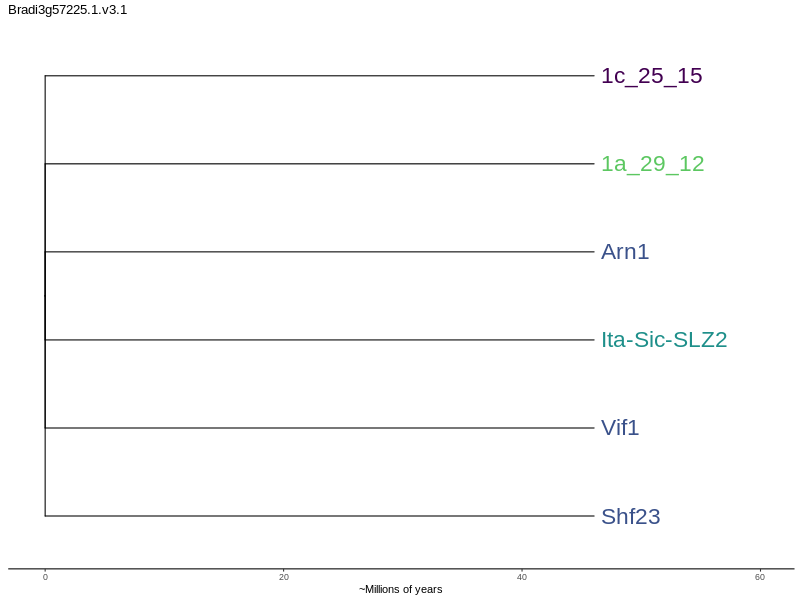 Bradi3g57225.1.v3.1
1c_25_15
1a_29_12
Arn1
Ita-Sic-SLZ2
Vif1
Shf23
0 20 40 60
~Millions of years